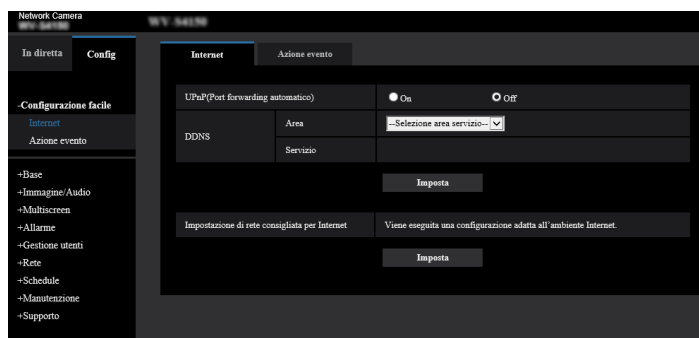 Network Camera
In diretta
Config
Internet
Azione evento
-Configurazione facile
Internet
Azione evento
+Base
+Immagine/Audio
+Multiscreen
+Allarme
+Gestione utenti
+Rete
+Schedule
+Manutenzione
+Supporto
UPnP(Port forwarding automatico)
On
Off
DDNS
Area
--Selezione area servizio--
Servizio
Imposta
Impostazione di rete consigliata per Internet
Viene eseguita una configurazione adatta all'ambiente Internet.
Imposta